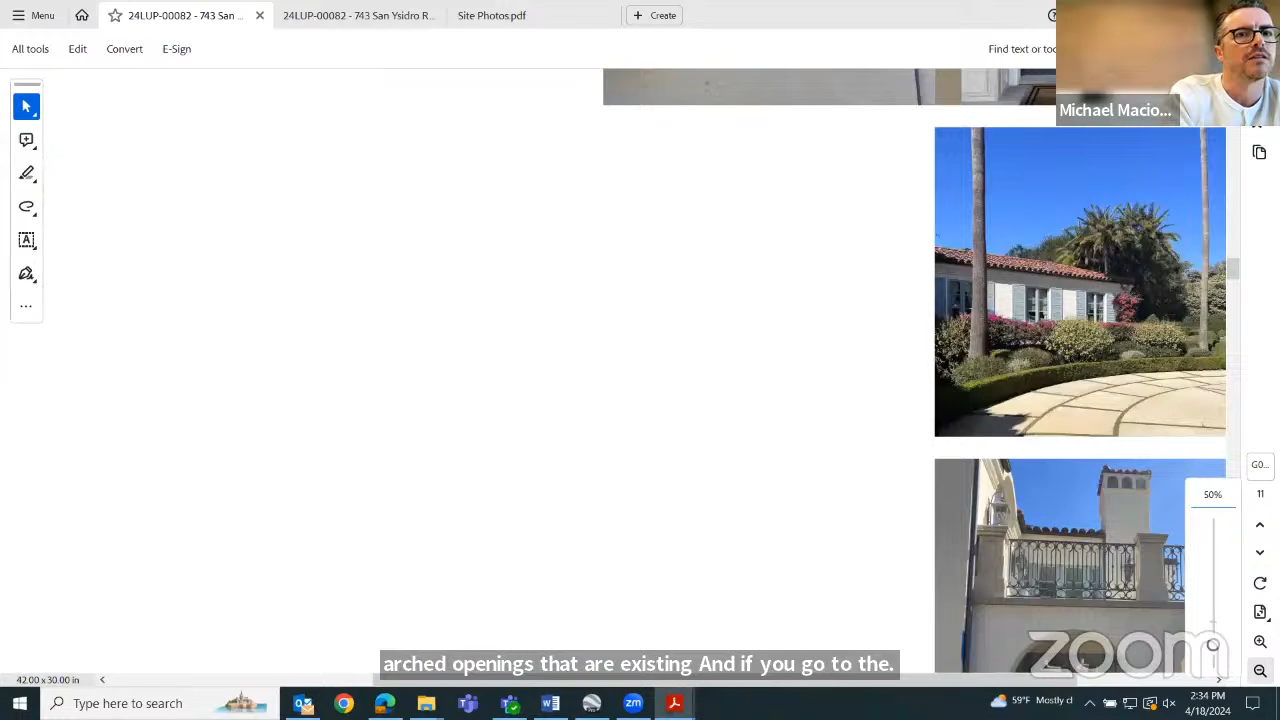 Menu
24LUP-00082 - 743 San ...
24LUP-00082 - 743 San Ysidro R...
Site Photos.pdf
Create
All tools
Edit
Convert
E-Sign
Find text or too
Michael Macio...
G0...
11
50%
zoom
arched openings that are existing And if you go to the.
42.00 x 30.00 in
Type here to search
59°F Mostly cl
2:34 PM
4/18/2024